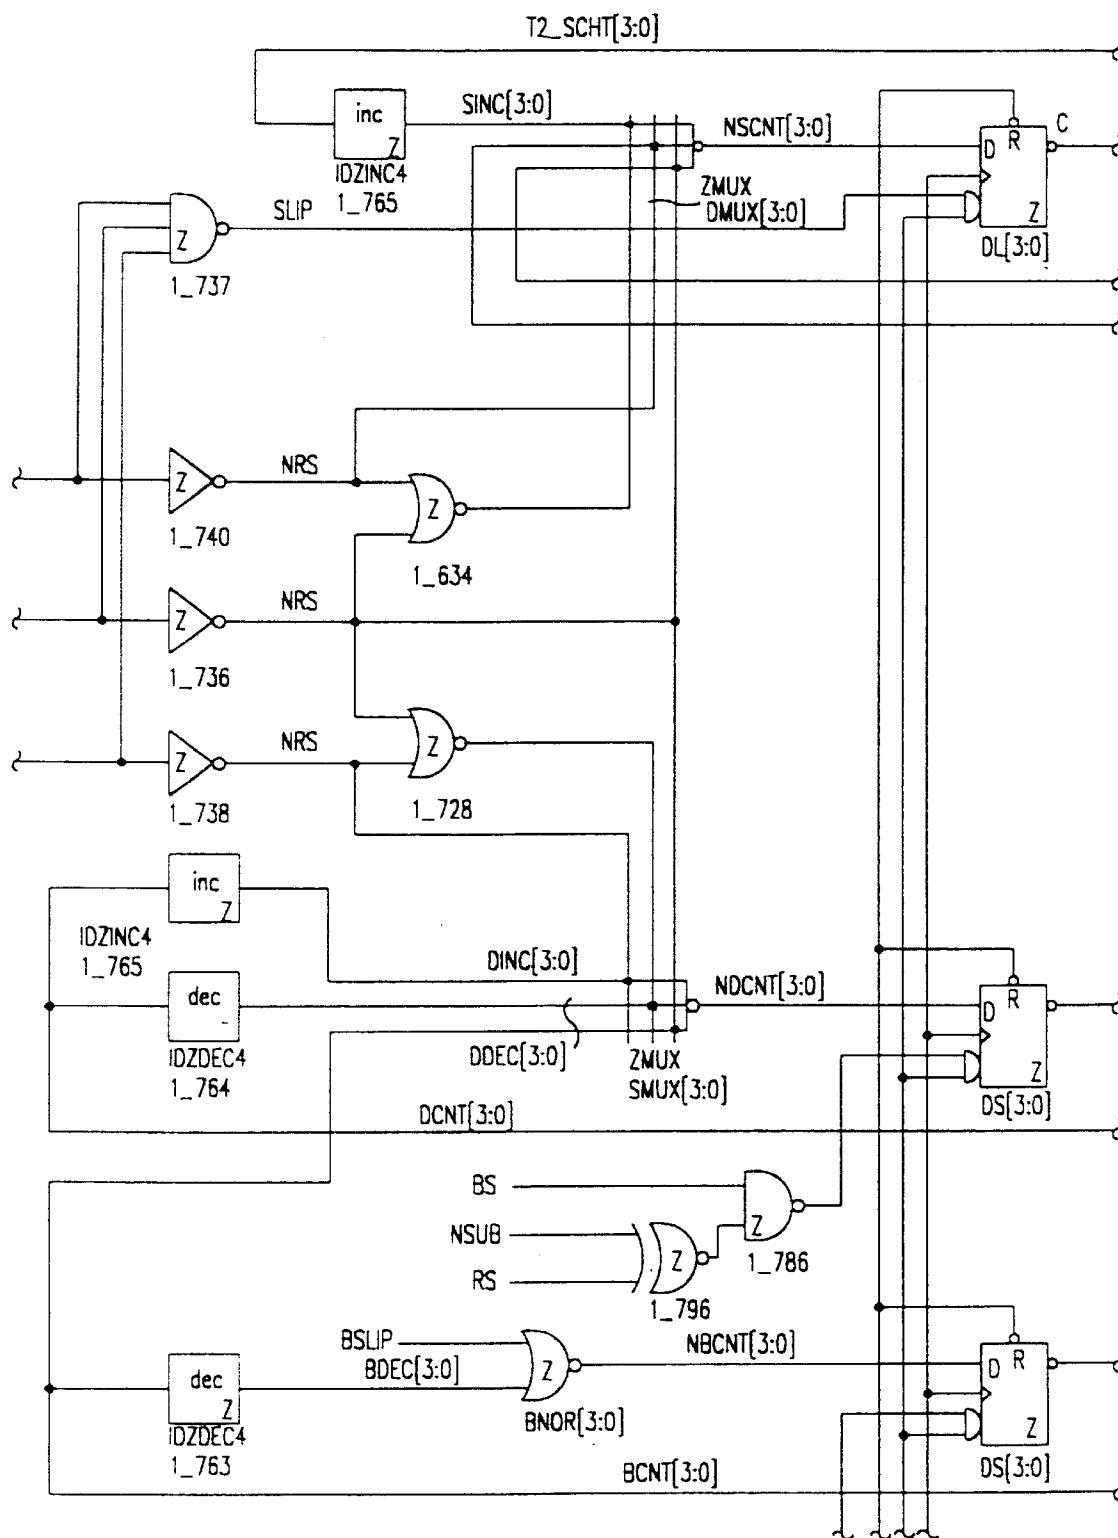 T2_SCHT[3:0]
inc
Z
IDZINC4
1_765
SINC[3:0]
NSCNT[3:0]
C
D
R
Z
DL[3:0]
ZMUX
DMUX[3:0]
SLIP
Z
1_737
Z
NRS
1_740
Z
1_634
Z
NRS
1_736
Z
NRS
1_738
Z
1_728
inc
Z
IDZINC4
1_765
dec
IDZDEC4
1_764
DINC[3:0]
DDEC[3:0]
ZMUX
SMUX[3:0]
NDCNT[3:0]
D
R
Z
DS[3:0]
DCNT[3:0]
BS
NSUB
RS
Z
1_786
Z
1_796
BSLIP
BDEC[3:0]
Z
BNOR[3:0]
NBCNT[3:0]
D
R
Z
DS[3:0]
dec
Z
IDZDEC4
1_763
BCNT[3:0]